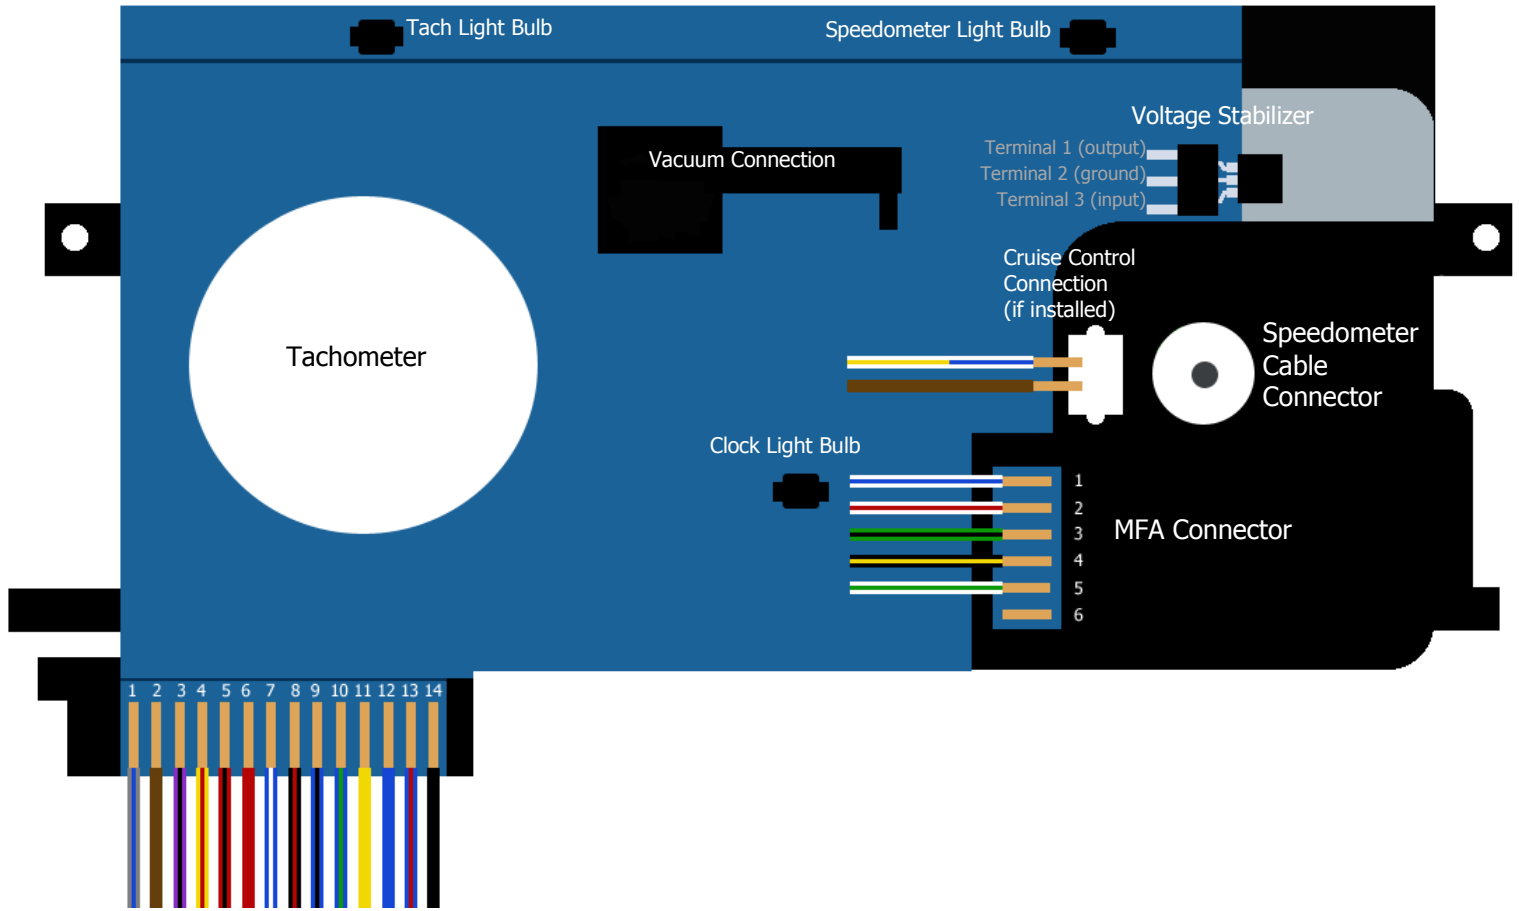 Tach Light Bulb
Speedometer Light Bulb
Voltage Stabilizer
Terminal 1 (output)
Terminal 2 (ground)
Terminal 3 (input)
Vacuum Connection
Cruise Control
Connection
(if installed)
Speedometer
Cable
Connector
Tachometer
Clock Light Bulb
1
2
3
4
5
6
MFA Connector
1 2 3 4 5 6 7 8 9 10 11 12 13 14